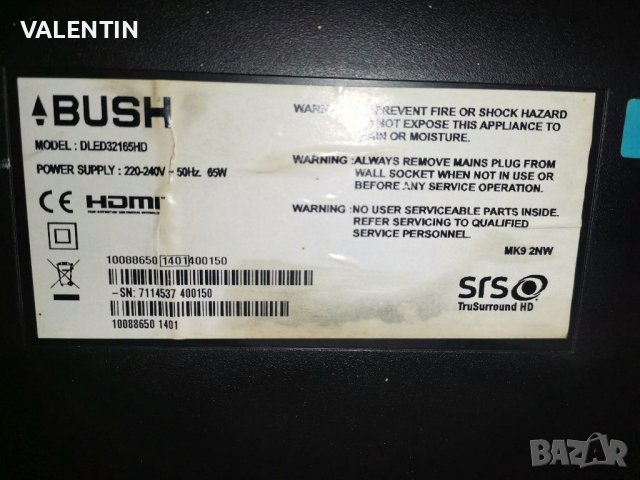 VALENTIN
BUSH
MODEL : DLED32165HD
POWER SUPPLY : 220-240V ~ 50Hz. 65W
CE HDMI
10088650 1401 400150
-SN: 7114537 400150
10088650 1401
PREVENT FIRE OR SHOCK HAZARD
NOT EXPOSE THIS APPLIANCE TO
OR MOISTURE.
WARNING :ALWAYS REMOVE MAINS PLUG FROM
WALL SOCKET WHEN NOT IN USE OR
BEFORE ANY SERVICE OPERATION.
WARNING :NO USER SERVICEABLE PARTS INSIDE.
REFER SERVICING TO QUALIFIED
SERVICE PERSONNEL.
MK9 2NW
SRS
TruSurround HD
BAZAR